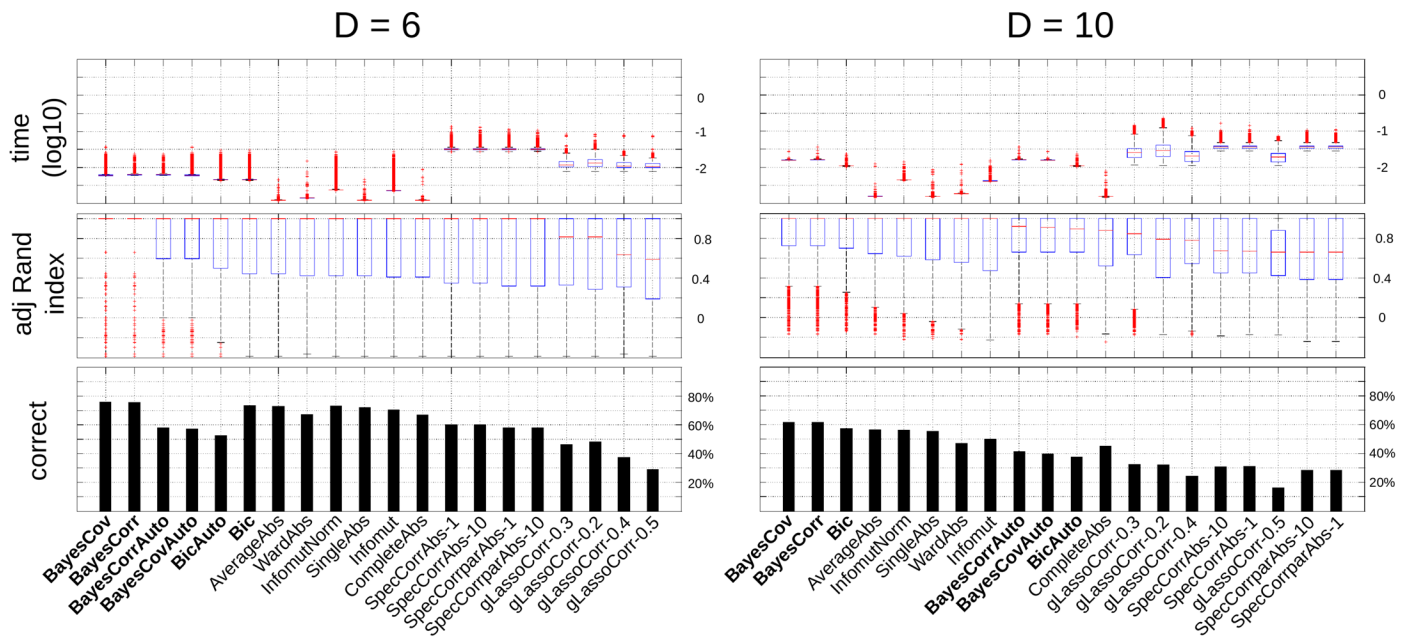 D = 6
D = 10
time
(log10)
0
-1
-2
0
-1
-2
adj Rand
index
0.8
0.4
0
0.8
0.4
0
correct
80%
60%
40%
20%
80%
60%
40%
20%
BayesCov
BayesCorr
BayesCorrAuto
BayesCovAuto
BicAuto
Bic
AverageAbs
WardAbs
InfomutNorm
SingleAbs
Infomut
CompleteAbs
SpecCorrAbs-1
SpecCorrAbs-10
SpecCorrparAbs-1
SpecCorrparAbs-10
gLassoCorr-0.3
gLassoCorr-0.2
gLassoCorr-0.4
gLassoCorr-0.5
BayesCov
BayesCorr
Bic
AverageAbs
InfomutNorm
SingleAbs
WardAbs
Infomut
BayesCorrAuto
BayesCovAuto
BicAuto
CompleteAbs
gLassoCorr-0.3
gLassoCorr-0.2
gLassoCorr-0.4
SpecCorrAbs-10
SpecCorrAbs-1
gLassoCorr-0.5
SpecCorrparAbs-10
SpecCorrparAbs-1